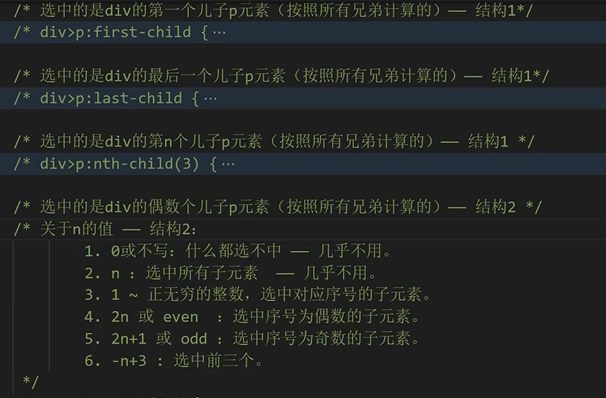 /* 选中的是div的第一个儿子p元素（按照所有兄弟计算的）—— 结构1*/
/* div>p:first-child {…
/* 选中的是div的最后一个儿子p元素（按照所有兄弟计算的）—— 结构1*/
/* div>p:last-child {…
/* 选中的是div的第n个儿子p元素（按照所有兄弟计算的）—— 结构1 */
/* div>p:nth-child(3) {…
/* 选中的是div的偶数个儿子p元素（按照所有兄弟计算的）—— 结构2 */
/* 关于n的值 —— 结构2：
1. 0或不写：什么都选不中 —— 几乎不用。
2. n ：选中所有子元素  —— 几乎不用。
3. 1 ~ 正无穷的整数，选中对应序号的子元素。
4. 2n 或 even  ：选中序号为偶数的子元素。
5. 2n+1 或 odd ：选中序号为奇数的子元素。
6. -n+3 : 选中前三个。
*/